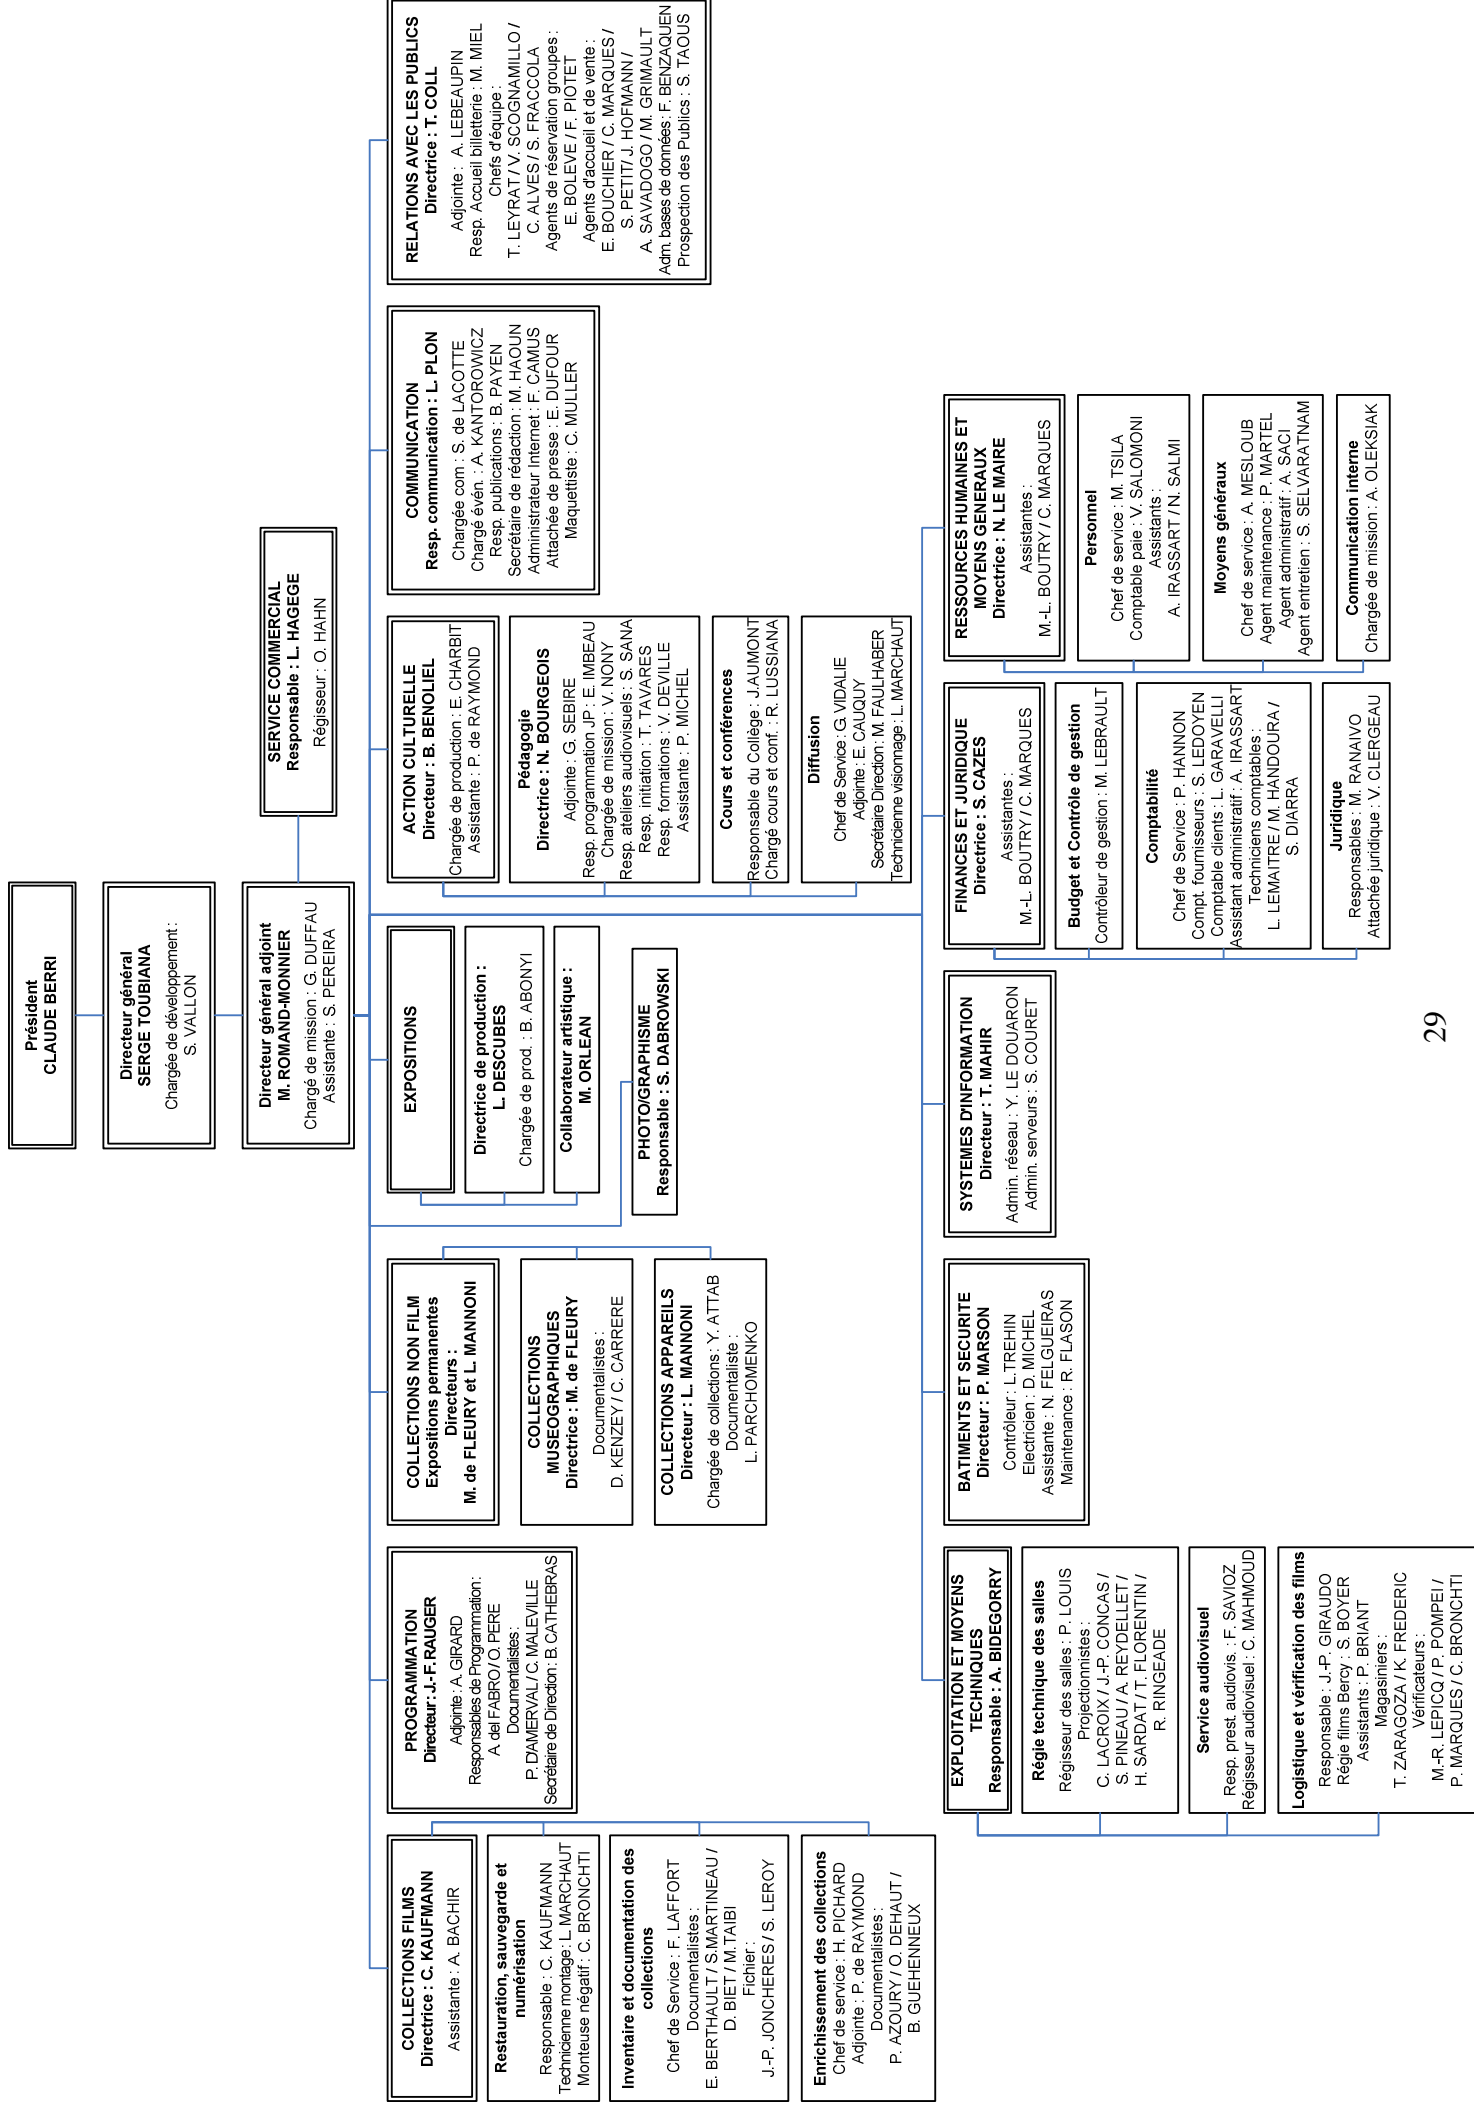 Président
CLAUDE BERRI
Directeur général
SERGE TOUBIANA
Chargée de développement :
S. VALLON
Directeur général adjoint
M. ROMAND-MONNIER
Chargé de mission : G. DUFFAU
Assistante : S. PEREIRA
SERVICE COMMERCIAL
Responsable : L. HAGEGE
Régisseur : O. HAHN
COLLECTIONS FILMS
Directrice : C. KAUFMANN
Assistante : A. BACHIR
Restauration, sauvegarde et
numérisation
Responsable : C. KAUFMANN
Technicienne montage : L. MARCHAUT
Monteuse négatif : C. BRONCHTI
Inventaire et documentation des
collections
Chef de Service : F. LAFFORT
Documentalistes :
E. BERTHAULT / S.MARTINEAU /
D. BIET / M.TAIBI
Fichier :
J.-P. JONCHERES / S. LEROY
Enrichissement des collections
Chef de service : H. PICHARD
Adjointe : P. de RAYMOND
Documentalistes :
P. AZOURY / O. DEHAUT /
B. GUEHENNEUX
PROGRAMMATION
Directeur : J.-F. RAUGER
Adjointe : A. GIRARD
Responsables de Programmation :
A. del FABRO / O. PERE
Documentalistes :
P. D'AMERVAL / C. MALEVILLE
Secrétaire de Direction : B. CATHEBRAS
COLLECTIONS NON FILM
Expositions permanentes
Directeurs :
M. de FLEURY et L. MANNONI
COLLECTIONS
MUSEOGRAPHIQUES
Directrice : M. de FLEURY
Documentalistes :
D. KENZEY / C. CARRERE
COLLECTIONS APPAREILS
Directeur : L. MANNONI
Chargée de collections : Y. ATTAB
Documentaliste :
L. PARCHOMENKO
EXPOSITIONS
Directrice de production :
L. DESCUBES
Chargée de prod. : B. ABONYI
Collaborateur artistique :
M. ORLEAN
PHOTO/GRAPHISME
Responsable : S. DABROWSKI
ACTION CULTURELLE
Directeur : B. BENOLIEL
Chargée de production : E. CHARBIT
Assistante : P. de RAYMOND
Pédagogie
Directrice : N. BOURGEOIS
Adjointe : G. SEBIRE
Resp. programmation JP : E. IMBEAU
Chargée de mission : V. NONY
Resp. ateliers audiovisuels : S. SANA
Resp. initiation : T. TAVARES
Resp. formations : V. DEVILLE
Assistante : P. MICHEL
Cours et conférences
Responsable du Collège : J.AUMONT
Chargé cours et conf. : R. LUSSIANA
Diffusion
Chef de Service : G. VIDALIE
Adjointe : E. CAUQUY
Secrétaire Direction : M. FAULHABER
Technicienne visionnage : L. MARCHAUT
COMMUNICATION
Resp. communication : L. PLON
Chargée com : S. de LACOTTE
Chargé évén. : A. KANTOROWICZ
Resp. publications : B. PAYEN
Secrétaire de rédaction : M. HAOUN
Administrateur Internet : F. CAMUS
Attachée de presse : E. DUFOUR
Maquettiste : C. MULLER
RELATIONS AVEC LES PUBLICS
Directrice : T. COLL
Adjointe : A. LEBEAUPIN
Resp. Accueil billetterie : M. MIEL
Chefs d'équipe :
T. LEYRAT / V. SCOGNAMILLO /
C. ALVES / S. FRACCOLA
Agents de réservation groupes :
E. BOLEVE / F. PIOTET
Agents d'accueil et de vente :
E. BOUCHIER / C. MARQUES /
S. PETIT/ J. HOFMANN /
A. SAVADOGO / M. GRIMAULT
Adm. bases de données : F. BENZAQUEN
Prospection des Publics : S. TAOUS
EXPLOITATION ET MOYENS
TECHNIQUES
Responsable : A. BIDEGORRY
Régie technique des salles
Régisseur des salles : P. LOUIS
Projectionnistes :
C. LACROIX / J.-P. CONCAS /
S. PINEAU / A. REYDELLET /
H. SARDAT / T. FLORENTIN /
R. RINGEADE
Service audiovisuel
Resp. prest. audiovis. : F. SAVIOZ
Régisseur audiovisuel : C. MAHMOUD
Logistique et vérification des films
Responsable : J.-P. GIRAUDO
Régie films Bercy : S. BOYER
Assistants : P. BRIANT
Magasiniers :
T. ZARAGOZA / K. FREDERIC
Vérificateurs :
M.-R. LEPICQ / P. POMPEI /
P. MARQUES / C. BRONCHTI
BATIMENTS ET SECURITE
Directeur : P. MARSON
Contrôleur : L.TREHIN
Electricien : D. MICHEL
Assistante : N. FELGUEIRAS
Maintenance : R. FLASON
SYSTEMES D'INFORMATION
Directeur : T. MAHIR
Admin. réseau : Y. LE DOUARON
Admin. serveurs : S. COURET
FINANCES ET JURIDIQUE
Directrice : S. CAZES
Assistantes :
M.-L. BOUTRY / C. MARQUES
Budget et Contrôle de gestion
Contrôleur de gestion : M. LEBRAULT
Comptabilité
Chef de Service : P. HANNON
Compt. fournisseurs : S. LEDOYEN
Comptable clients : L. GARAVELLI
Assistant administratif : A. IRASSART
Techniciens comptables :
L. LEMAITRE / M. HANDOURA /
S. DIARRA
Juridique
Responsables : M. RANAIVO
Attachée juridique : V. CLERGEAU
RESSOURCES HUMAINES ET
MOYENS GENERAUX
Directrice : N. LE MAIRE
Assistantes :
M.-L. BOUTRY / C. MARQUES
Personnel
Chef de service : M. TSILA
Comptable paie : V. SALOMONI
Assistants :
A. IRASSART / N. SALMI
Moyens généraux
Chef de service : A. MESLOUB
Agent maintenance : P. MARTEL
Agent administratif : A. SACI
Agent entretien : S. SELVARATNAM
Communication interne
Chargée de mission : A. OLEKSIAK
29